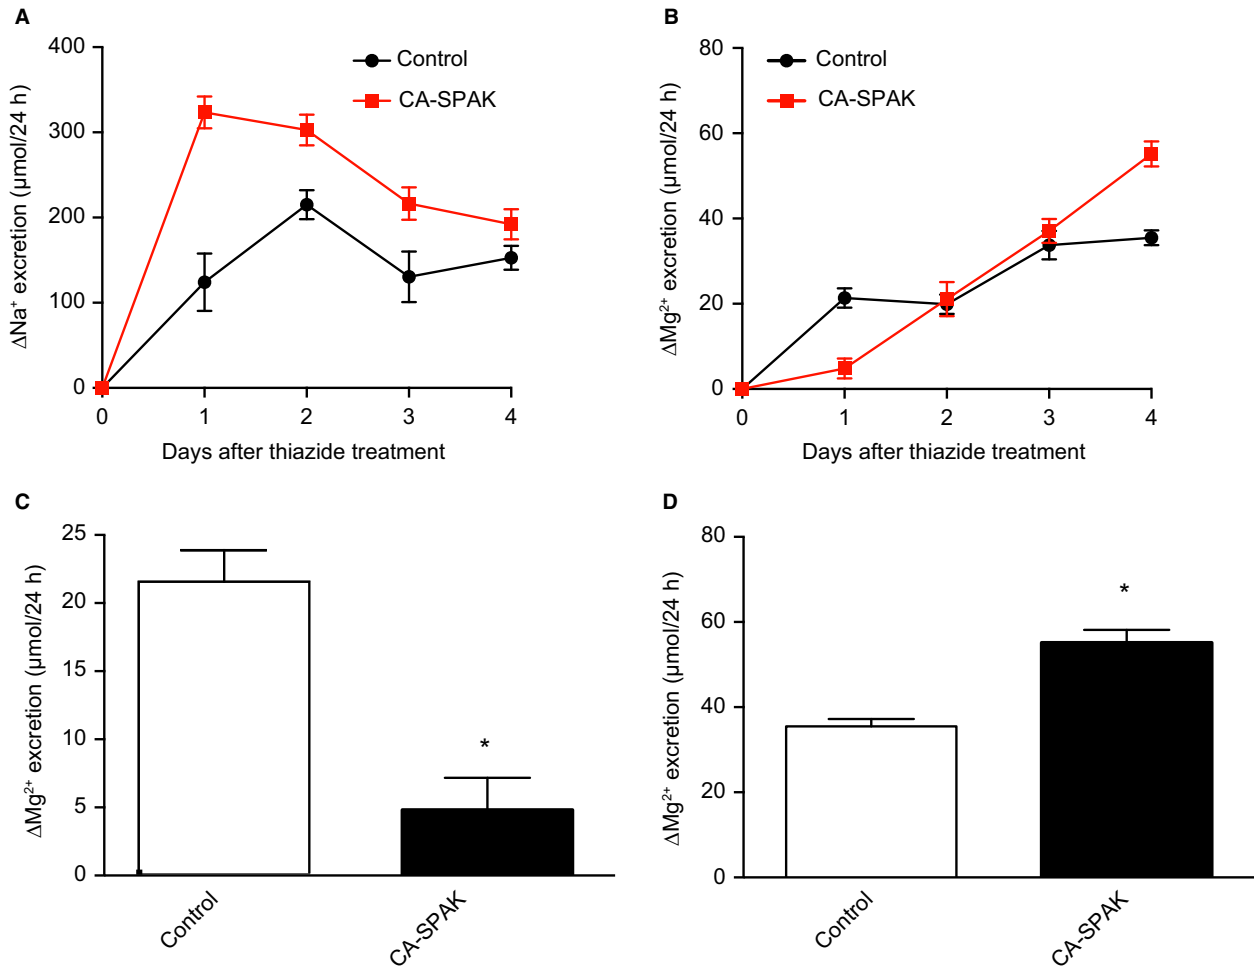 A
ΔNa⁺ excretion (µmol/24 h)
400
300
200
100
0
Control
CA-SPAK
0 1 2 3 4
Days after thiazide treatment
B
ΔMg²⁺ excretion (µmol/24 h)
80
60
40
20
0
Control
CA-SPAK
0 1 2 3 4
Days after thiazide treatment
C
ΔMg²⁺ excretion (µmol/24 h)
25
20
15
10
5
0
*
Control
CA-SPAK
D
ΔMg²⁺ excretion (µmol/24 h)
80
60
40
20
0
*
Control
CA-SPAK